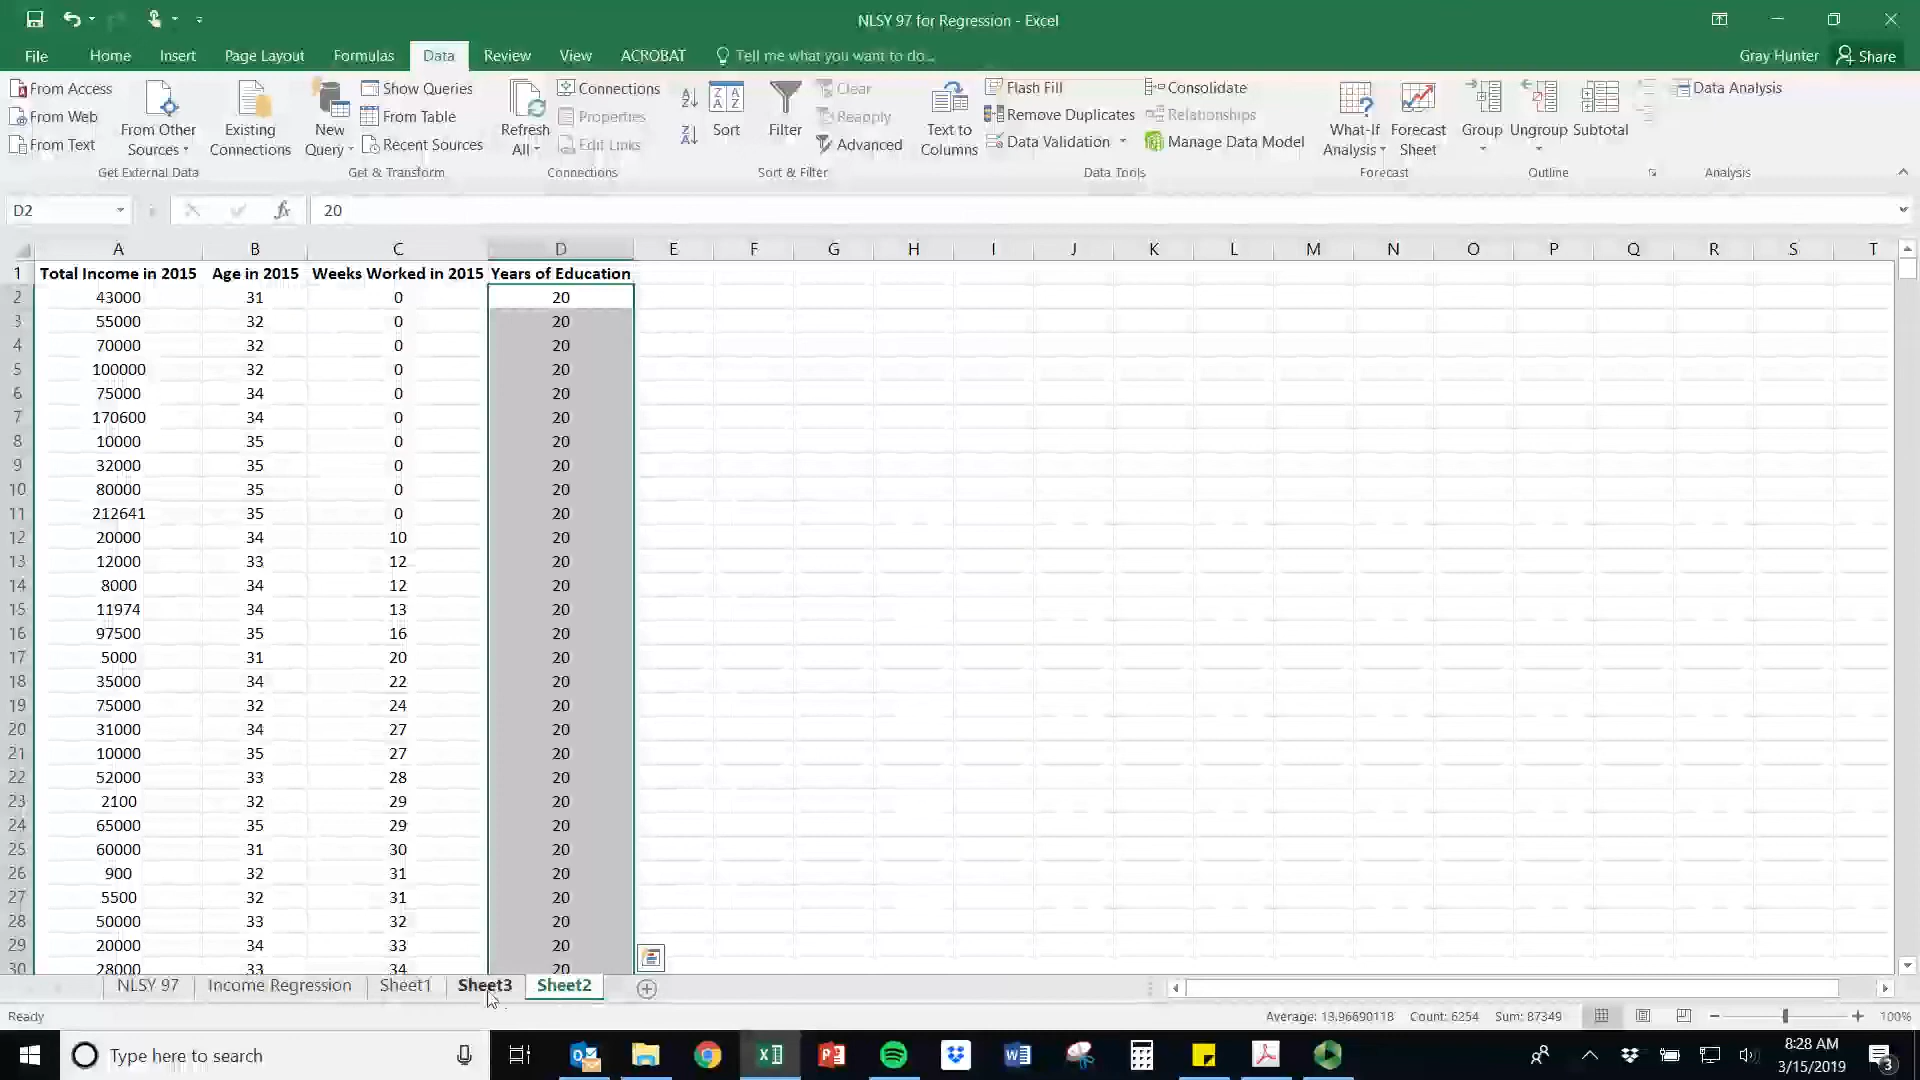 NLSY 97 for Regression - Excel
File Home Insert Page Layout Formulas Data Review View ACROBAT Tell me what you want to do... Gray Hunter Share
From Access
From Web
From Text
From Other Sources
Existing Connections
Get External Data
New Query
Show Queries
From Table
Recent Sources
Get & Transform
Refresh All
Connections
Properties
Edit Links
Connections
Sort
Filter
Clear
Reapply
Advanced
Sort & Filter
Text to Columns
Flash Fill
Remove Duplicates
Data Validation
Consolidate
Relationships
Manage Data Model
Data Tools
What-If Analysis
Forecast Sheet
Forecast
Group
Ungroup
Subtotal
Outline
Data Analysis
Analysis
D2 fx 20
A B C D E F G H I J K L M N O P Q R S T
1 Total Income in 2015 Age in 2015 Weeks Worked in 2015 Years of Education
2 43000 31 0 20
3 55000 32 0 20
4 70000 32 0 20
5 100000 32 0 20
6 75000 34 0 20
7 170600 34 0 20
8 10000 35 0 20
9 32000 35 0 20
10 80000 35 0 20
11 212641 35 0 20
12 20000 34 10 20
13 12000 33 12 20
14 8000 34 12 20
15 11974 34 13 20
16 97500 35 16 20
17 5000 31 20 20
18 35000 34 22 20
19 75000 32 24 20
20 31000 34 27 20
21 10000 35 27 20
22 52000 33 28 20
23 2100 32 29 20
24 65000 35 29 20
25 60000 31 30 20
26 900 32 31 20
27 5500 32 31 20
28 50000 33 32 20
29 20000 34 33 20
30 28000 33 34 20
NLSY 97 Income Regression Sheet1 Sheet3 Sheet2
Ready Average: 13.96690118 Count: 6254 Sum: 87349 100%
Type here to search
8:28 AM
3/15/2019
3